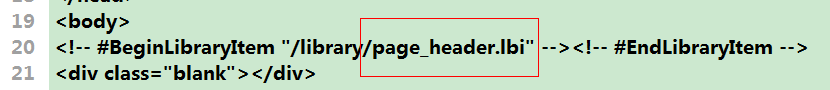 19 <body>
20 <!-- #BeginLibraryItem "/library/page_header.lbi" --><!-- #EndLibraryItem -->
21 <div class="blank"></div>